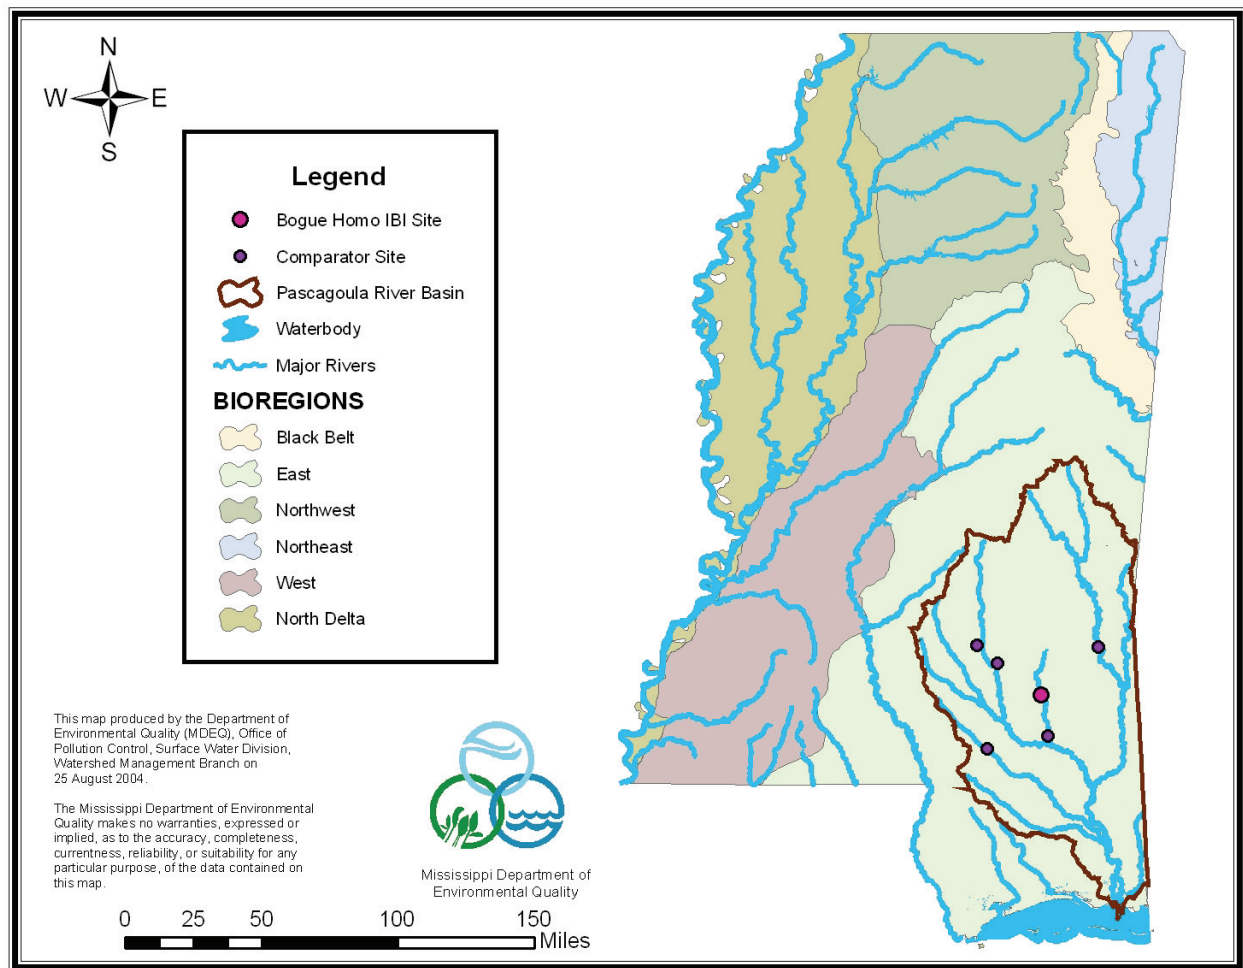 N
W
E
S
Legend
Bogue Homo IBI Site
Comparator Site
Pascagoula River Basin
Waterbody
Major Rivers
BIOREGIONS
Black Belt
East
Northwest
Northeast
West
North Delta
This map produced by the Department of
Environmental Quality (MDEQ), Office of
Pollution Control, Surface Water Division,
Watershed Management Branch on
25 August 2004.
The Mississippi Department of Environmental
Quality makes no warranties, expressed or
implied, as to the accuracy, completeness,
currentness, reliability, or suitability for any
particular purpose, of the data contained on
this map.
Mississippi Department of
Environmental Quality
0 25 50 100 150
Miles